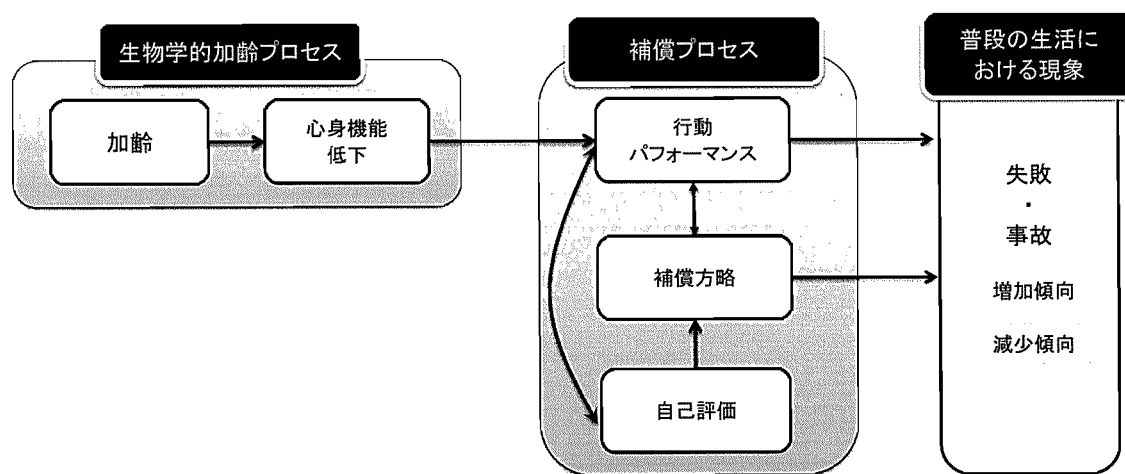 生物学的加齢プロセス
加齢
心身機能
低下
補償プロセス
行動
パフォーマンス
補償方略
自己評価
普段の生活に
おける現象
失敗
・
事故
増加傾向
減少傾向